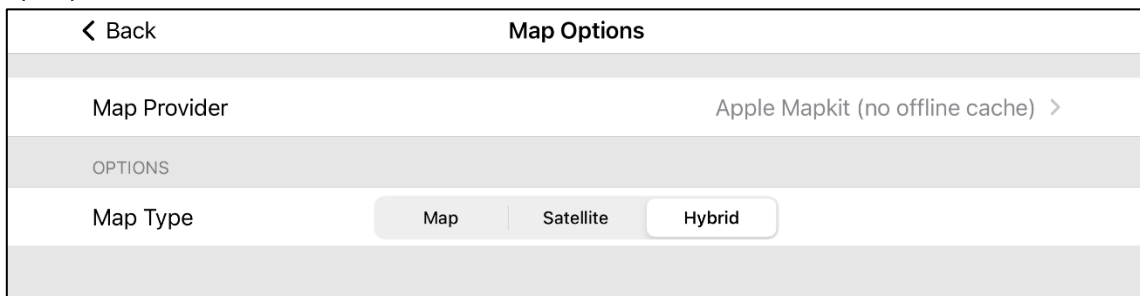 Back Map Options
Map Provider Apple Mapkit (no offline cache)
OPTIONS
Map Type Map Satellite Hybrid